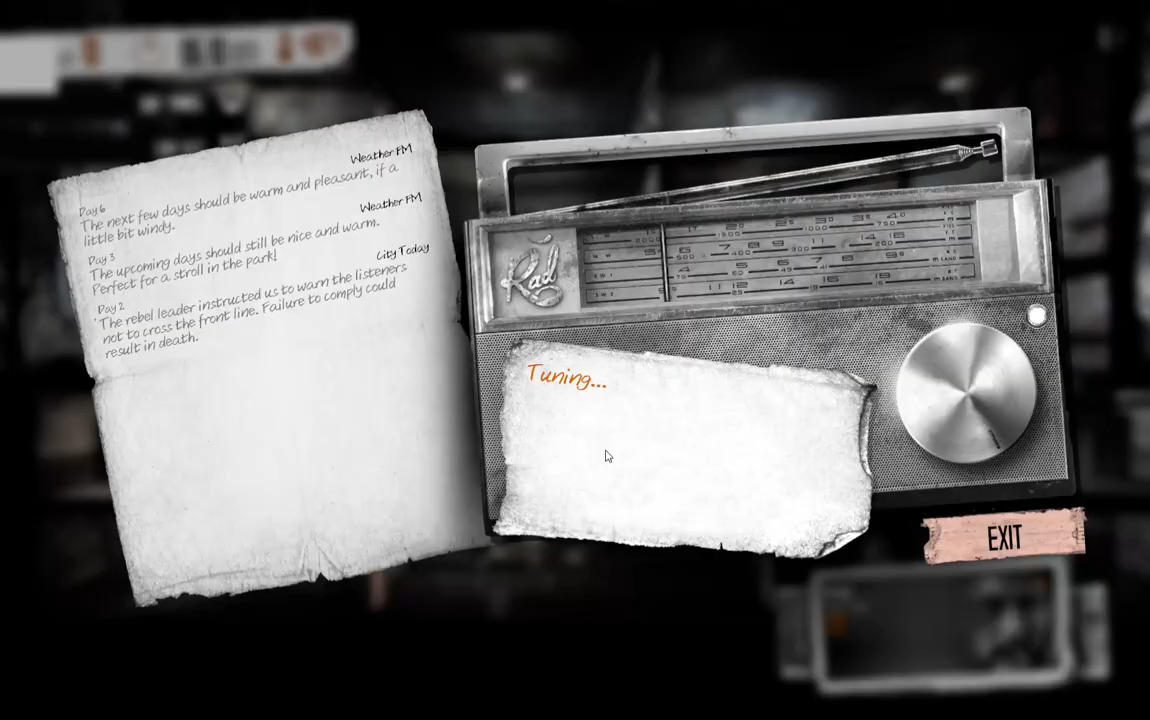 Weather FM
Day 6
The next few days should be warm and pleasant, if a
little bit windy.
Weather FM
Day 3
The upcoming days should still be nice and warm.
Perfect for a stroll in the park!
City Today
Day 2
The rebel leader instructed us to warn the listeners
not to cross the front line. Failure to comply could
result in death.
Rad
Tuning...
EXIT